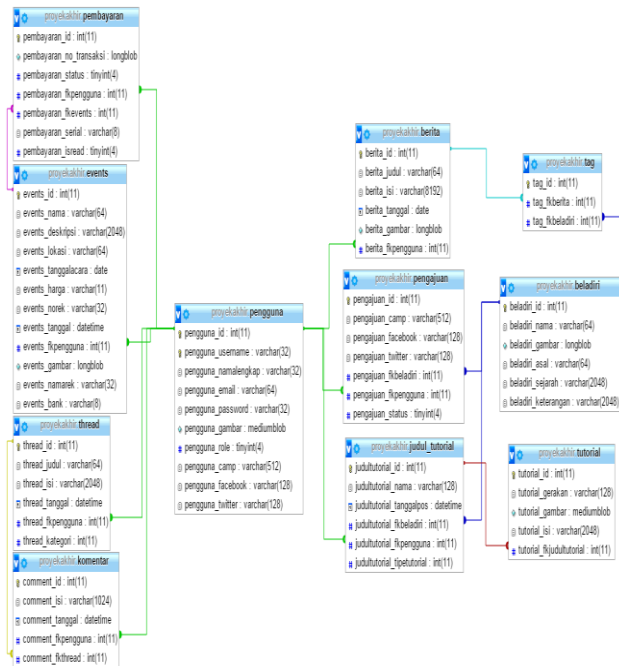 proyekakhir.pembayaran
pembayaran_id : int(11)
pembayaran_no_transaksi : longblob
pembayaran_status : tinyint(4)
pembayaran_fkpengguna : int(11)
pembayaran_fkevents : int(11)
pembayaran_serial : varchar(8)
pembayaran_isread : tinyint(4)
proyekakhir.events
events_id : int(11)
events_nama : varchar(64)
events_deskripsi : varchar(2048)
events_lokasi : varchar(64)
events_tanggalacara : date
events_harga : varchar(11)
events_norek : varchar(32)
events_tanggal : datetime
events_fkpengguna : int(11)
events_gambar : longblob
events_namarek : varchar(32)
events_bank : varchar(8)
proyekakhir.thread
thread_id : int(11)
thread_judul : varchar(64)
thread_isi : varchar(2048)
thread_tanggal : datetime
thread_fkpengguna : int(11)
thread_kategori : int(11)
proyekakhir.komentar
comment_id : int(11)
comment_isi : varchar(1024)
comment_tanggal : datetime
comment_fkpengguna : int(11)
comment_fkthread : int(11)
proyekakhir.pengguna
pengguna_id : int(11)
pengguna_username : varchar(32)
pengguna_namalengkap : varchar(32)
pengguna_email : varchar(64)
pengguna_password : varchar(32)
pengguna_gambar : mediumblob
pengguna_role : tinyint(4)
pengguna_camp : varchar(512)
pengguna_facebook : varchar(128)
pengguna_twitter : varchar(128)
proyekakhir.berita
berita_id : int(11)
berita_judul : varchar(64)
berita_isi : varchar(8192)
berita_tanggal : date
berita_gambar : longblob
berita_fkpengguna : int(11)
proyekakhir.tag
tag_id : int(11)
tag_fkberita : int(11)
tag_fkbeladiri : int(11)
proyekakhir.pengajuan
pengajuan_id : int(11)
pengajuan_camp : varchar(512)
pengajuan_facebook : varchar(128)
pengajuan_twitter : varchar(128)
pengajuan_fkbeladiri : int(11)
pengajuan_fkpengguna : int(11)
pengajuan_status : tinyint(4)
proyekakhir.beladiri
beladiri_id : int(11)
beladiri_nama : varchar(64)
beladiri_gambar : longblob
beladiri_asal : varchar(64)
beladiri_sejarah : varchar(2048)
beladiri_keterangan : varchar(2048)
proyekakhir.judul_tutorial
judultutorial_id : int(11)
judultutorial_nama : varchar(128)
judultutorial_tanggalpos : datetime
judultutorial_fkbeladiri : int(11)
judultutorial_fkpengguna : int(11)
judultutorial_tipetutorial : int(11)
proyekakhir.tutorial
tutorial_id : int(11)
tutorial_gerakan : varchar(128)
tutorial_gambar : mediumblob
tutorial_isi : varchar(2048)
tutorial_fkjudultutorial : int(11)